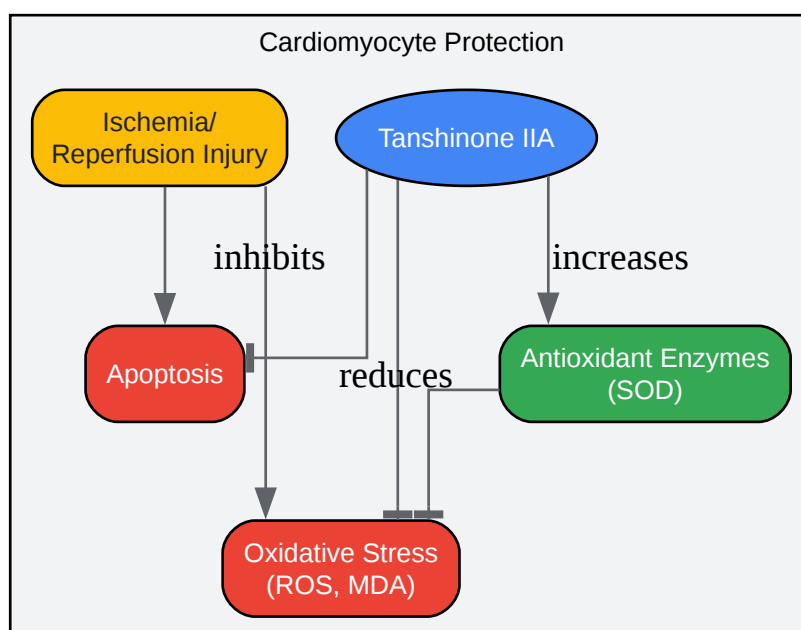 Cardiomyocyte Protection
Ischemia/
Reperfusion Injury
Tanshinone IIA
inhibits
increases
Apoptosis
reduces
Antioxidant Enzymes
(SOD)
Oxidative Stress
(ROS, MDA)